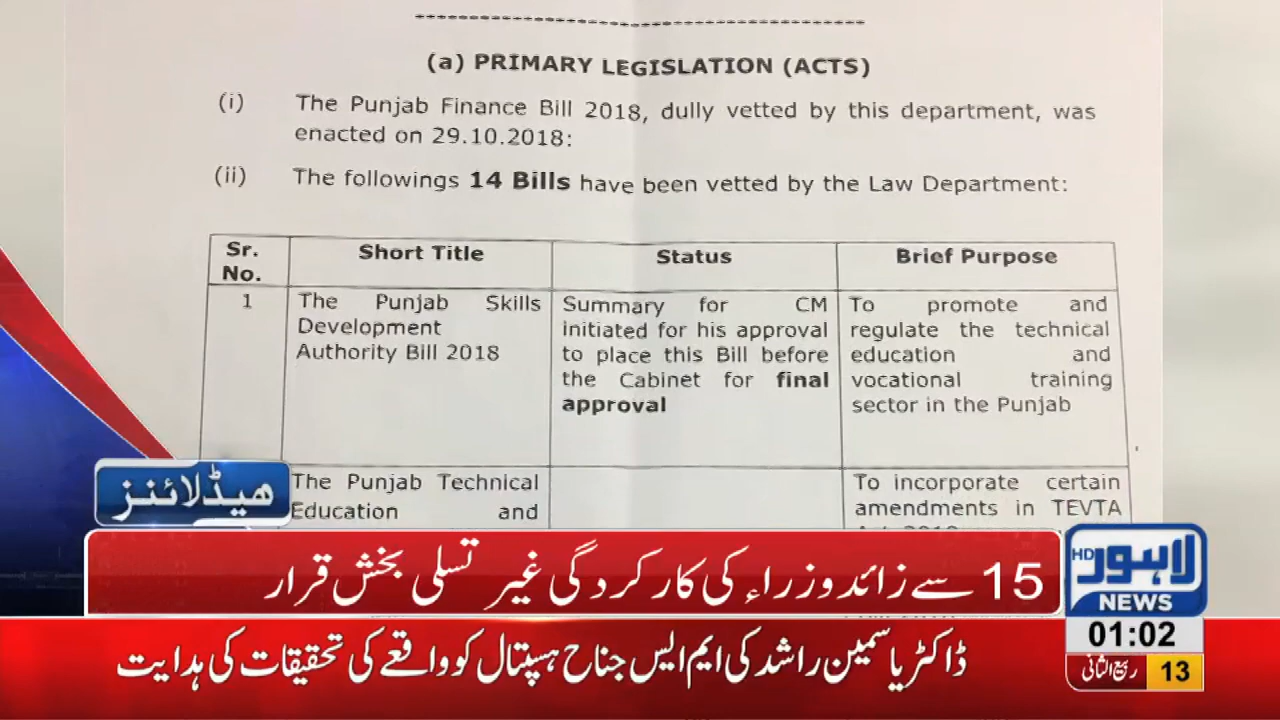 (a) PRIMARY LEGISLATION (ACTS)
(i) The Punjab Finance Bill 2018, dully vetted by this department, was
enacted on 29.10.2018:
(ii) The followings 14 Bills have been vetted by the Law Department:
Sr. No. Short Title Status Brief Purpose
1 The Punjab Skills Development Authority Bill 2018
Summary for CM initiated for his approval to place this Bill before the Cabinet for final approval
To promote and regulate the technical education and vocational training sector in the Punjab
The Punjab Technical
Education and
To incorporate certain
amendments in TEVTA
ہیڈلائنز
15 سے زائد وزراء کی کارکردگی غیر تسلی بخش قرار
HD لاہور
NEWS
01:02
13 ربیع الثانی
ڈاکٹر یاسمین راشد کی ایم ایس جناح ہسپتال کو واقعے کی تحقیقات کی ہدایت